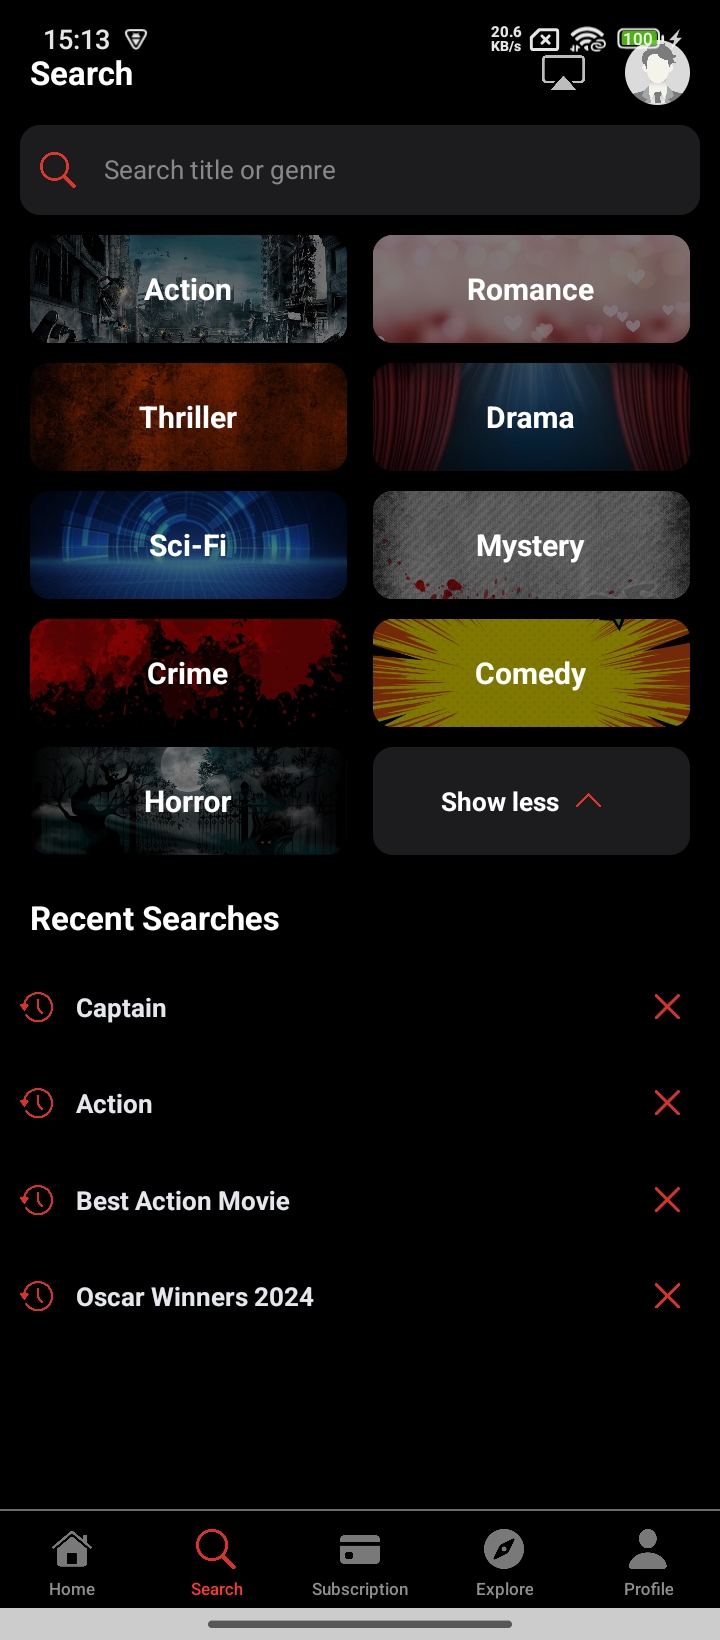 15:13
20.6
KB/s
100
Search
Search title or genre
Action
Romance
Thriller
Drama
Sci-Fi
Mystery
Crime
Comedy
Horror
Show less
Recent Searches
Captain
Action
Best Action Movie
Oscar Winners 2024
Home
Search
Subscription
Explore
Profile